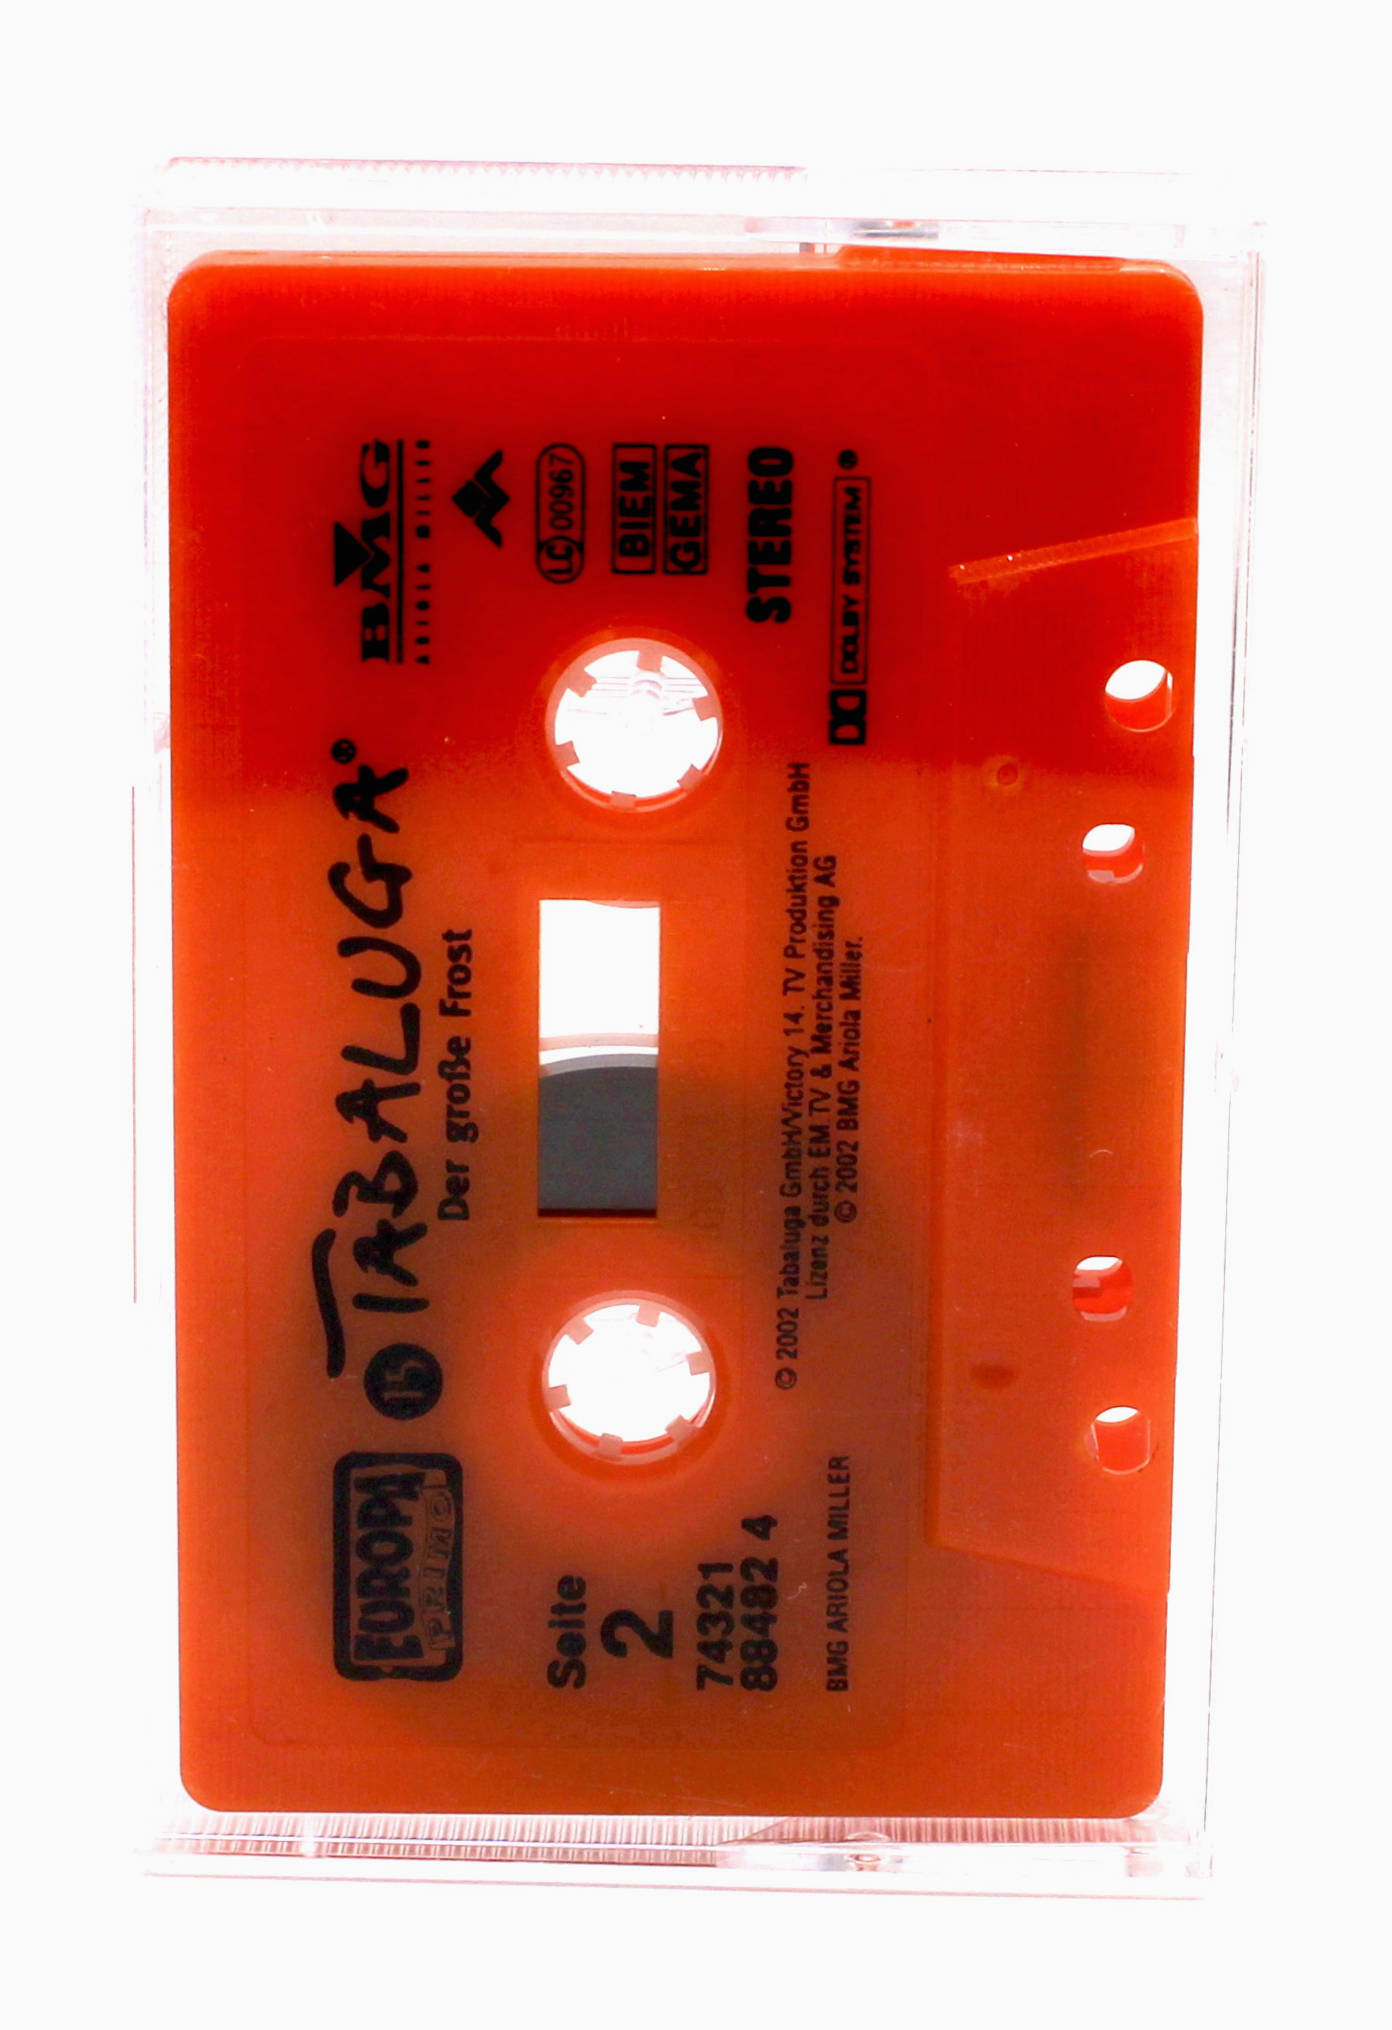 EUROPA
PRIMO
15 TABALUGA®
Der große Frost
BMG
ARIOLA MILLER
Seite
2
74321
88482 4
LC 00967
BIEM
GEMA
STEREO
DOLBY SYSTEM®
© 2002 Tabaluga GmbH/Victory 14. TV Produktion GmbH
Lizenz durch EM.TV & Merchandising AG
© 2002 BMG Ariola Miller.
BMG ARIOLA MILLER